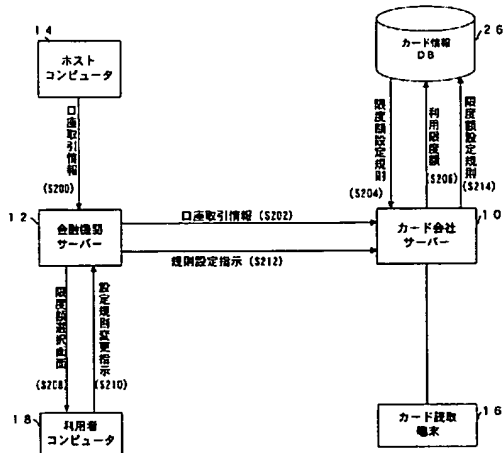 14
ホスト
コンピュータ
26
カード情報
DB
口座取引情報
(S200)
限度額設定規則
(S204)
利用限度額
(S206)
限度額設定規則
(S214)
12
金融機関
サーバー
口座取引情報 (S202)
規則設定指示 (S212)
カード会社
サーバー
10
限度額選択画面
(S208)
設定規則変更指示
(S210)
18
利用者
コンピュータ
カード読取
端末
16